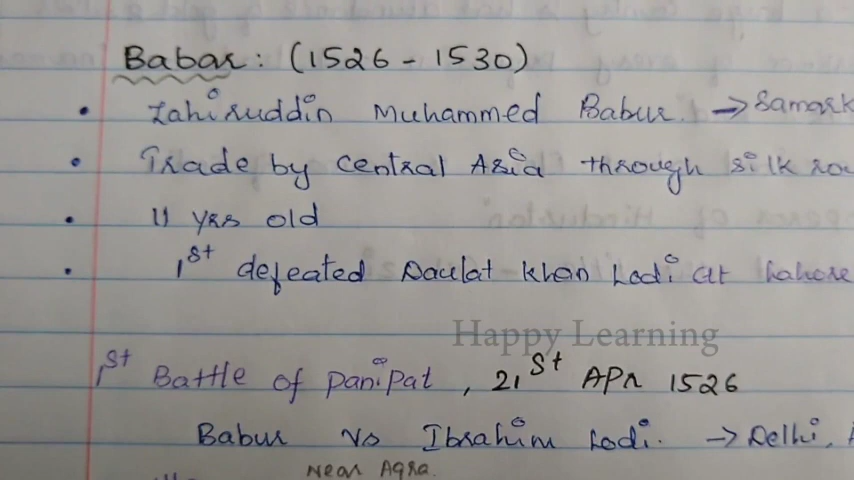 Babar: (1526 - 1530)
• Zahiruddin Muhammed Babur. → Samark
• Trade by central Asia through silk rou
• 11 yrs old
• 1st defeated Daulat Khan Lodi at Lahore
Happy Learning
1st Battle of Panipat, 21st APR 1526
Babur vs Ibrahim Lodi. → Delhi,
Near Agra.